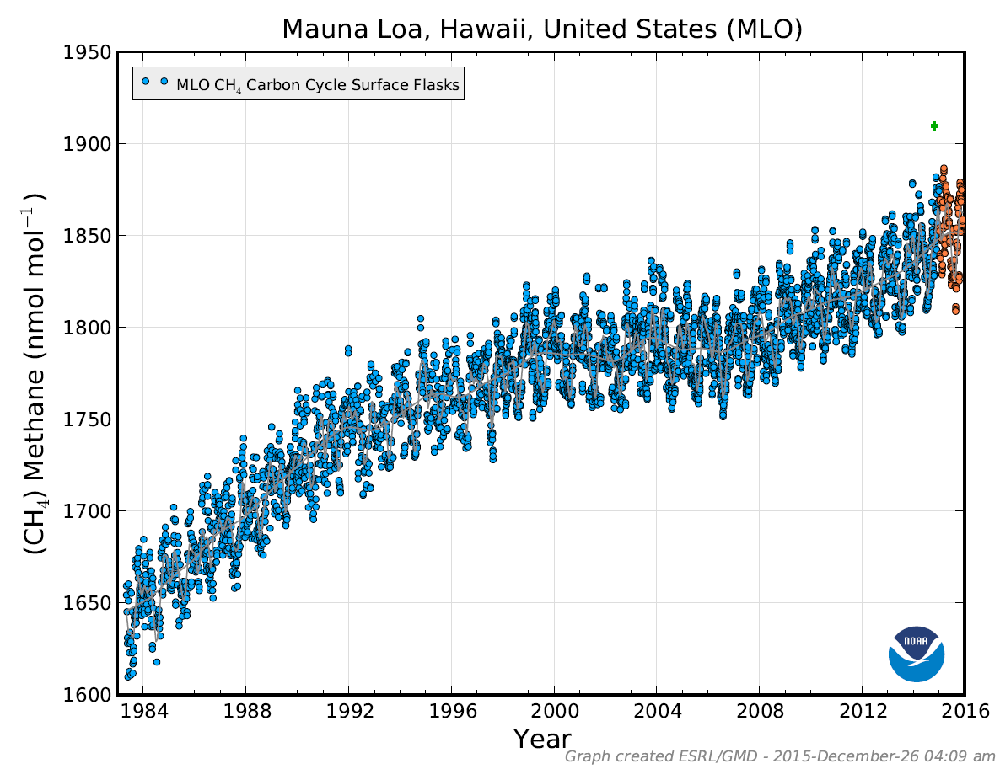 Mauna Loa, Hawaii, United States (MLO)
1950
MLO CH₄ Carbon Cycle Surface Flasks
1900
1850
1800
1750
1700
1650
1600
(CH₄) Methane (nmol mol⁻¹)
NOAA
1984 1988 1992 1996 2000 2004 2008 2012 2016
Year
Graph created ESRL/GMD - 2015-December-26 04:09 am